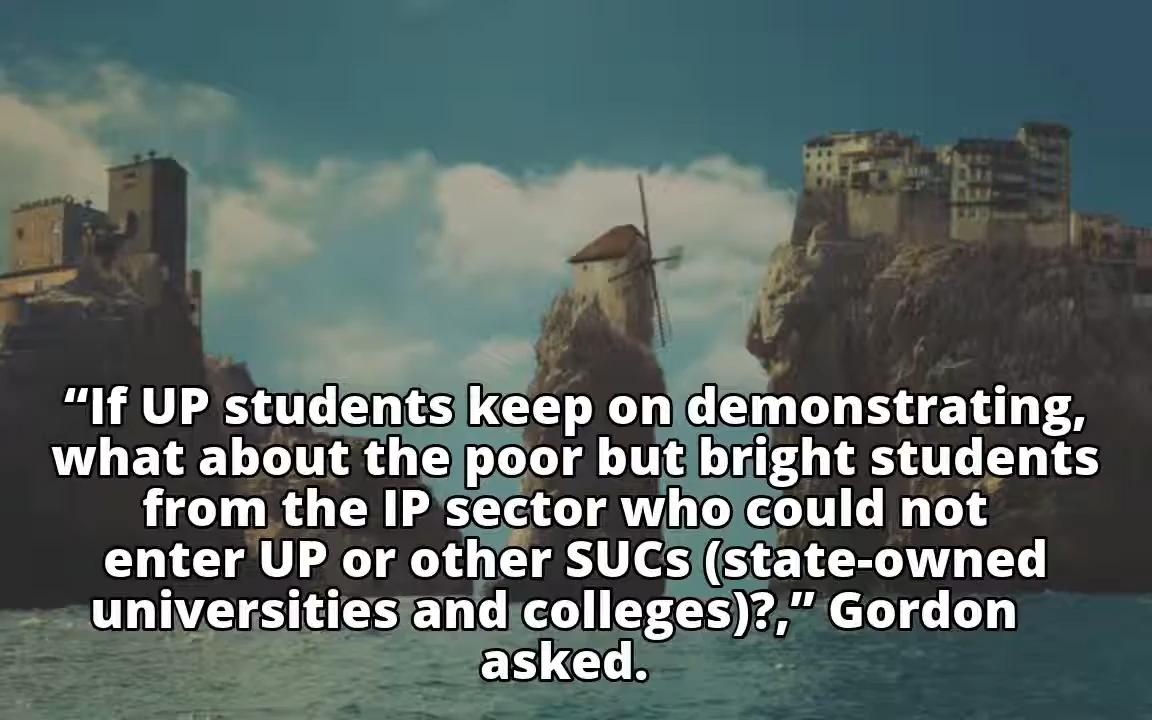 “If UP students keep on demonstrating,
what about the poor but bright students
from the IP sector who could not
enter UP or other SUCs (state-owned
universities and colleges)?,” Gordon
asked.